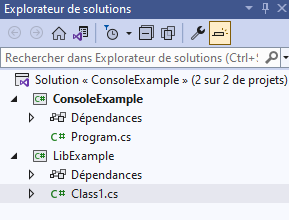 Explorateur de solutions
Rechercher dans Explorateur de solutions (Ctrl+$
Solution « ConsoleExample » (2 sur 2 de projets)
C# ConsoleExample
Dépendances
C# Program.cs
C# LibExample
Dépendances
C# Class1.cs